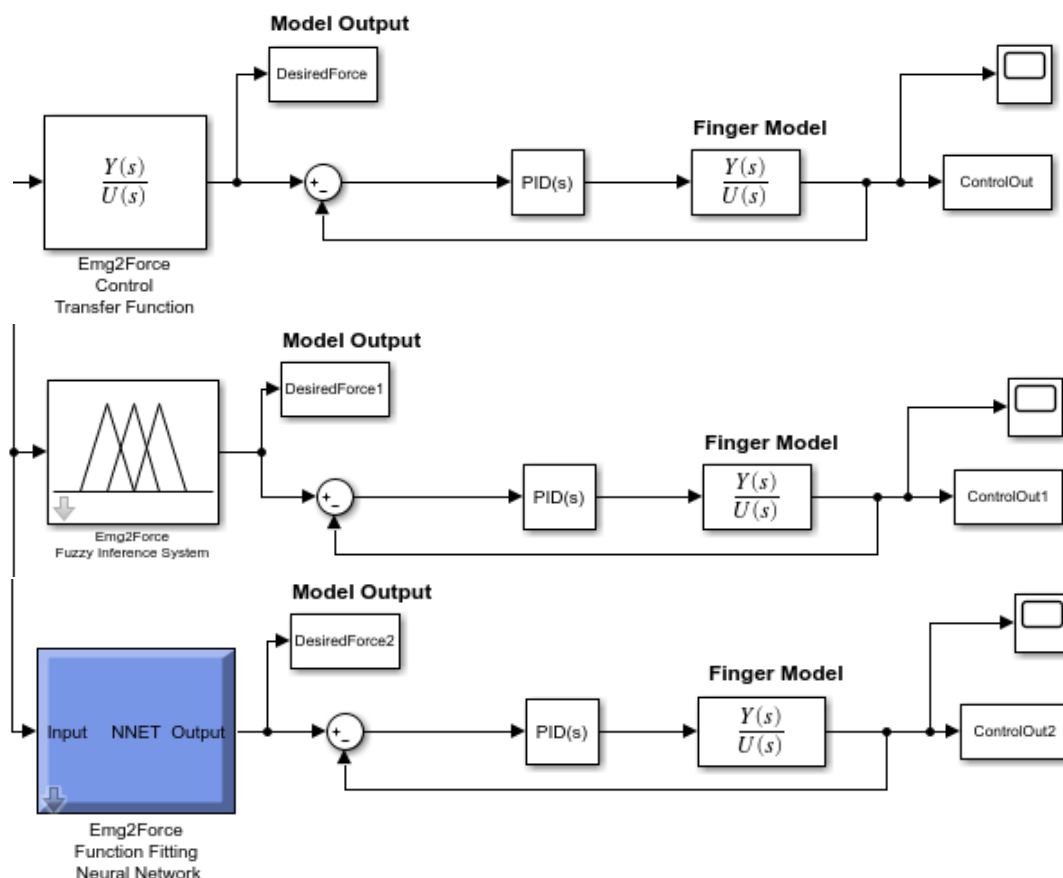 Model Output
DesiredForce
Finger Model
Y(s)
U(s)
+
−
PID(s)
Y(s)
U(s)
ControlOut
Emg2Force
Control
Transfer Function
Model Output
DesiredForce1
Finger Model
+
−
PID(s)
Y(s)
U(s)
ControlOut1
Emg2Force
Fuzzy Inference System
Model Output
DesiredForce2
Finger Model
Input NNET Output
+
−
PID(s)
Y(s)
U(s)
ControlOut2
Emg2Force
Function Fitting
Neural Network